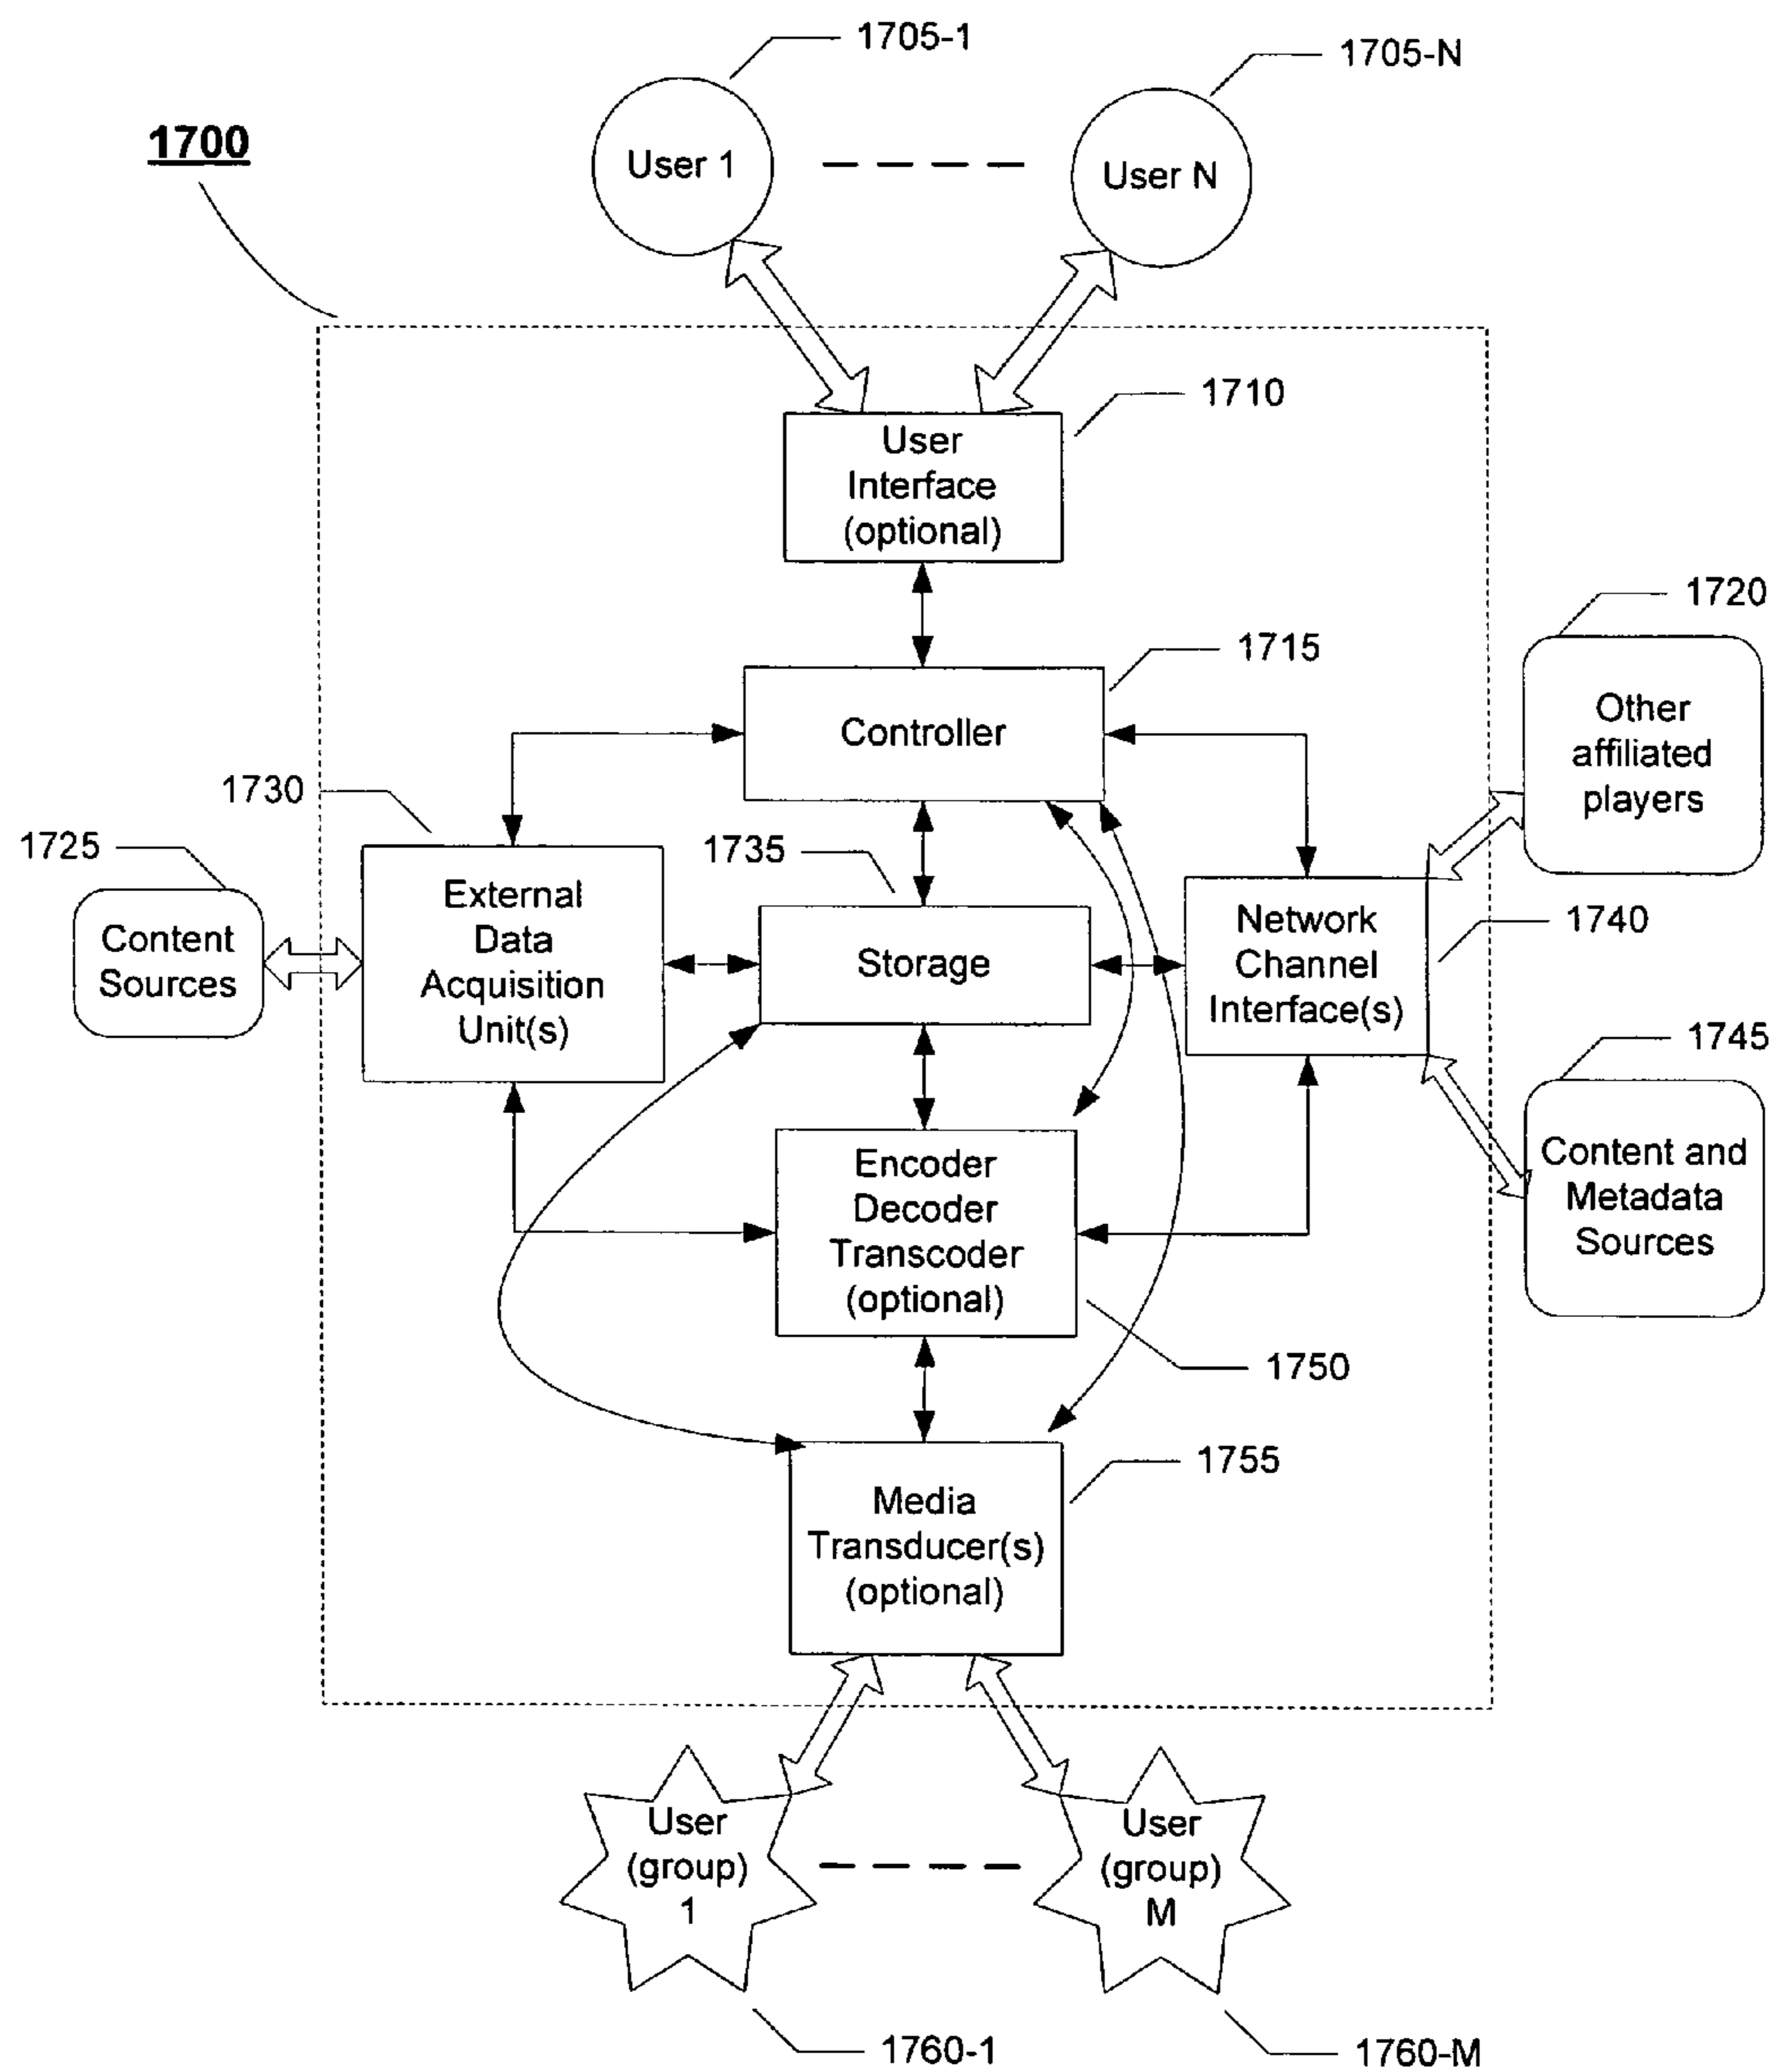 1705-1
1705-N
1700
User 1
User N
1710
User
Interface
(optional)
1720
1715
Other
affiliated
players
Controller
1730
1725
1735
External
Data
Acquisition
Unit(s)
Content
Sources
Storage
Network
Channel
Interface(s)
1740
1745
Encoder
Decoder
Transcoder
(optional)
Content and
Metadata
Sources
1750
1755
Media
Transducer(s)
(optional)
User
(group)
1
User
(group)
M
1760-1
1760-M